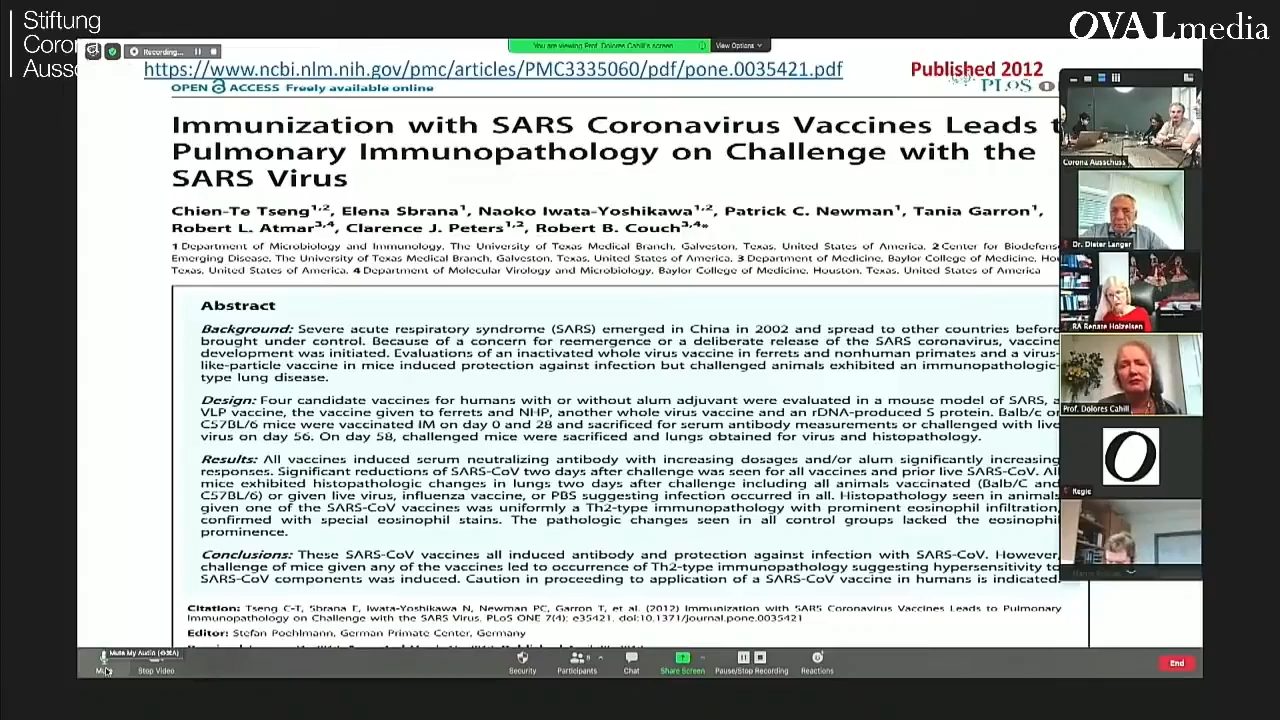 Stiftung
Coro
Auss
OVALmedia
Recording...
You are viewing Prof. Dolores Cahill's screen
View Options
https://www.ncbi.nlm.nih.gov/pmc/articles/PMC3335060/pdf/pone.0035421.pdf
Published 2012
OPEN ACCESS Freely available online
PLoS
Immunization with SARS Coronavirus Vaccines Leads t
Pulmonary Immunopathology on Challenge with the
SARS Virus
Chien-Te Tseng1,2, Elena Sbrana1, Naoko Iwata-Yoshikawa1,2, Patrick C. Newman1, Tania Garron1,
Robert L. Atmar3,4, Clarence J. Peters1,2, Robert B. Couch3,4*
1 Department of Microbiology and Immunology, The University of Texas Medical Branch, Galveston, Texas, United States of America, 2 Center for Biodefense
Emerging Disease, The University of Texas Medical Branch, Galveston, Texas, United States of America, 3 Department of Medicine, Baylor College of Medicine, Ho
Texas, United States of America, 4 Department of Molecular Virology and Microbiology, Baylor College of Medicine, Houston, Texas, United States of America
Abstract
Background: Severe acute respiratory syndrome (SARS) emerged in China in 2002 and spread to other countries before
brought under control. Because of a concern for reemergence or a deliberate release of the SARS coronavirus, vaccine
development was initiated. Evaluations of an inactivated whole virus vaccine in ferrets and nonhuman primates and a virus-
like-particle vaccine in mice induced protection against infection but challenged animals exhibited an immunopathologic-
type lung disease.
Design: Four candidate vaccines for humans with or without alum adjuvant were evaluated in a mouse model of SARS, a
VLP vaccine, the vaccine given to ferrets and NHP, another whole virus vaccine and an rDNA-produced S protein. Balb/c or
C57BL/6 mice were vaccinated IM on day 0 and 28 and sacrificed for serum antibody measurements or challenged with live
virus on day 56. On day 58, challenged mice were sacrificed and lungs obtained for virus and histopathology.
Results: All vaccines induced serum neutralizing antibody with increasing dosages and/or alum significantly increasing
responses. Significant reductions of SARS-CoV two days after challenge was seen for all vaccines and prior live SARS-CoV. All
mice exhibited histopathologic changes in lungs two days after challenge including all animals vaccinated (Balb/C and
C57BL/6) or given live virus, influenza vaccine, or PBS suggesting infection occurred in all. Histopathology seen in animals
given one of the SARS-CoV vaccines was uniformly a Th2-type immunopathology with prominent eosinophil infiltration,
confirmed with special eosinophil stains. The pathologic changes seen in all control groups lacked the eosinophil
prominence.
Conclusions: These SARS-CoV vaccines all induced antibody and protection against infection with SARS-CoV. However,
challenge of mice given any of the vaccines led to occurrence of Th2-type immunopathology suggesting hypersensitivity to
SARS-CoV components was induced. Caution in proceeding to application of a SARS-CoV vaccine in humans is indicated.
Citation: Tseng C-T, Sbrana E, Iwata-Yoshikawa N, Newman PC, Garron T, et al. (2012) Immunization with SARS Coronavirus Vaccines Leads to Pulmonary
Immunopathology on Challenge with the SARS Virus. PLoS ONE 7(4): e35421. doi:10.1371/journal.pone.0035421
Editor: Stefan Poehlmann, German Primate Center, Germany
Corona Ausschuss
Dr. Dieter Langer
RA Renate Holzeisen
Prof. Dolores Cahill
O
Regie
Mute My Audio (⇧⌘A)
Mute
Stop Video
Security
Participants
6
Chat
Share Screen
Pause/Stop Recording
Reactions
End